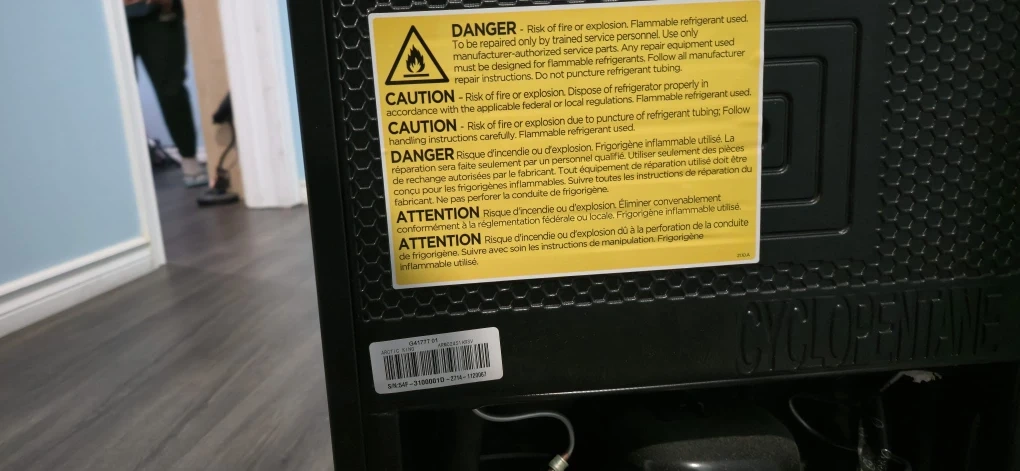 DANGER - Risk of fire or explosion. Flammable refrigerant used.
To be repaired only by trained service personnel. Use only
manufacturer-authorized service parts. Any repair equipment used
must be designed for flammable refrigerants. Follow all manufacturer
repair instructions. Do not puncture refrigerant tubing.
CAUTION - Risk of fire or explosion. Dispose of refrigerator properly in
accordance with the applicable federal or local regulations. Flammable refrigerant used.
CAUTION - Risk of fire or explosion due to puncture of refrigerant tubing; Follow
handling instructions carefully. Flammable refrigerant used.
DANGER Risque d'incendie ou d'explosion. Frigorigène inflammable utilisé. La
réparation sera faite seulement par un personnel qualifié. Utiliser seulement des pièces
de rechange autorisées par le fabricant. Tout équipement de réparation utilisé doit être
conçu pour les frigorigènes inflammables. Suivre toutes les instructions de réparation du
fabricant. Ne pas perforer la conduite de frigorigène.
ATTENTION Risque d'incendie ou d'explosion. Éliminer convenablement
conformément à la réglementation fédérale ou locale. Frigorigène inflammable utilisé.
ATTENTION Risque d'incendie ou d'explosion dû à la perforation de la conduite
de frigorigène. Suivre avec soin les instructions de manipulation. Frigorigène
inflammable utilisé.
CYCLOPENTANE
G41777 01
ARCTIC KING
S/N:54F-3100001D-2714-1120067